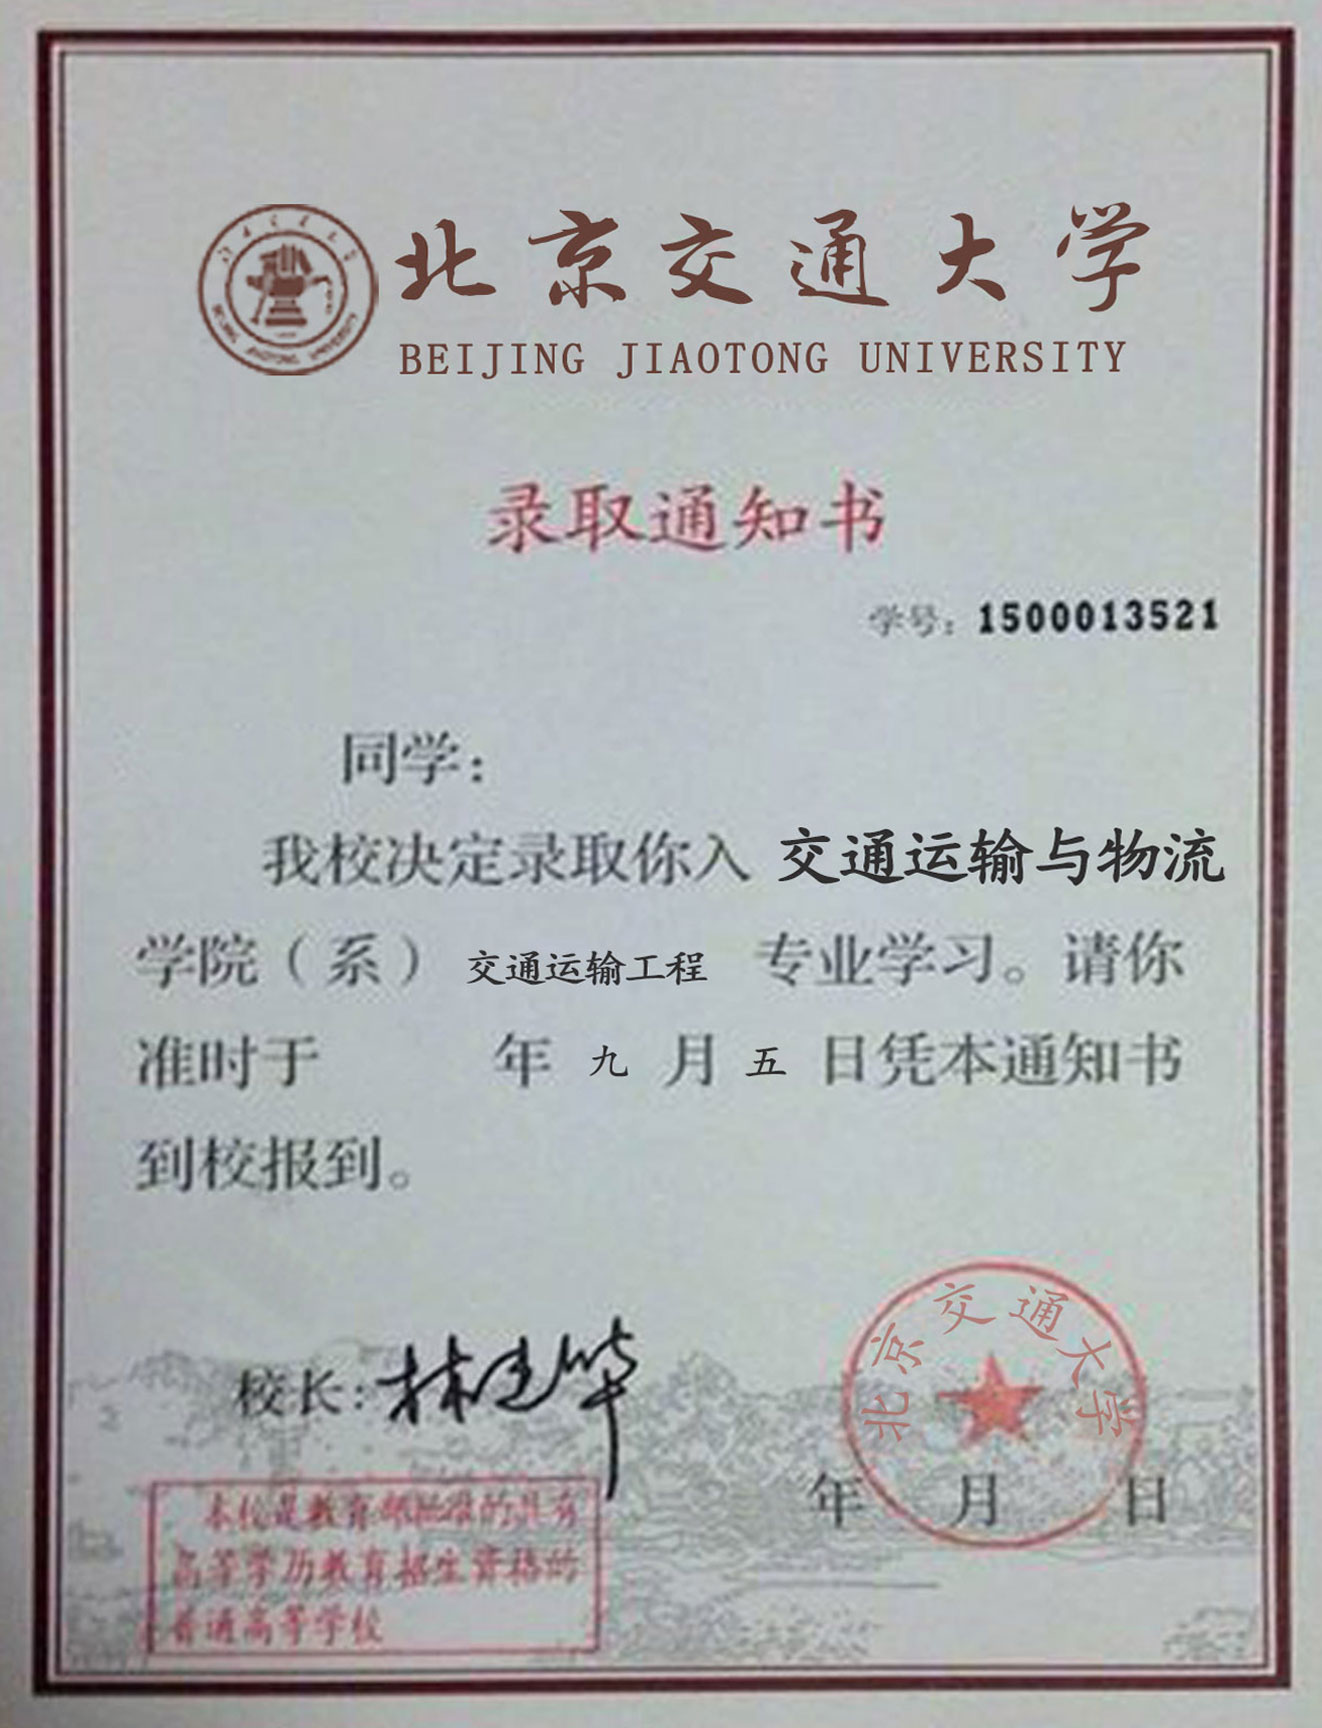 北京交通大学
BEIJING JIAOTONG UNIVERSITY
录取通知书
学号：1500013521
同学：
我校决定录取你入 交通运输与物流
学院（系） 交通运输工程 专业学习。请你
准时于 年 九 月 五 日凭本通知书
到校报到。
校长：林建华
北京交通大学
年 月 日
本校是教育部批准的具有
高等学历教育招生资格的
普通高等学校